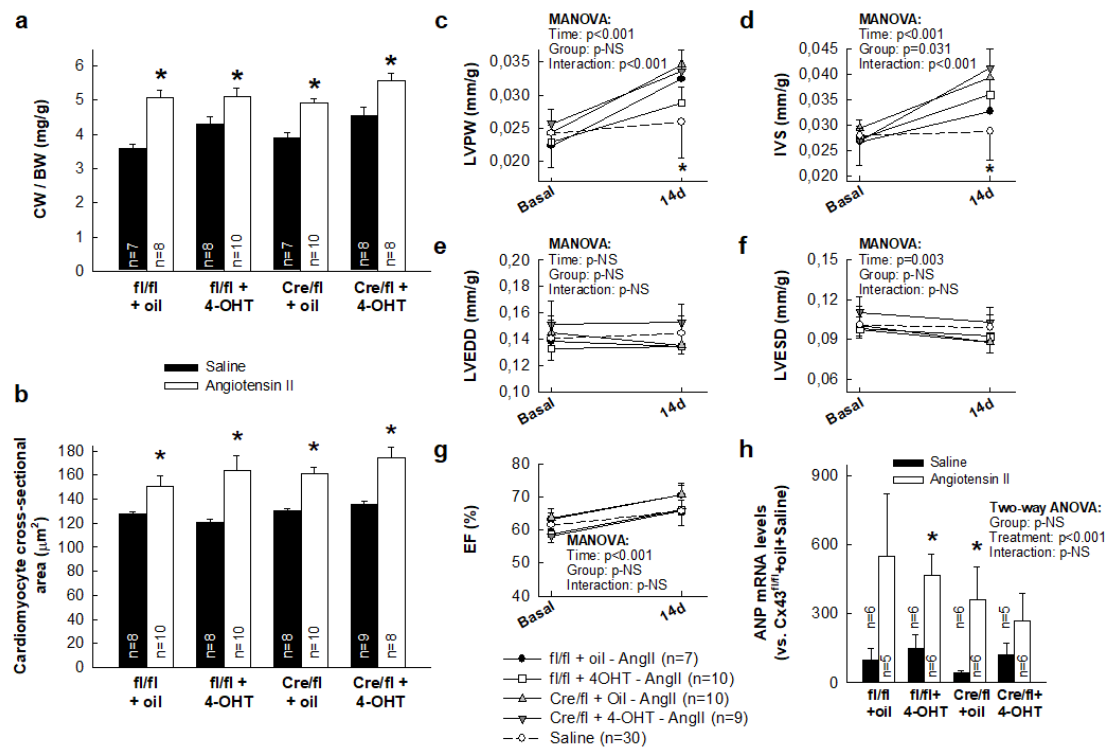 a
CW / BW (mg/g)
6
5
4
3
2
1
0
*
*
*
*
n=7
n=8
n=8
n=10
n=7
n=10
n=8
n=8
fl/fl
+ oil
fl/fl +
4-OHT
Cre/fl
+ oil
Cre/fl +
4-OHT
Saline
Angiotensin II
b
Cardiomyocyte cross-sectional
area (μm²)
180
160
140
120
100
80
60
40
20
0
*
*
*
*
n=8
n=10
n=8
n=10
n=8
n=10
n=9
n=8
fl/fl
+ oil
fl/fl +
4-OHT
Cre/fl
+ oil
Cre/fl +
4-OHT
c
MANOVA:
Time: p<0.001
Group: p-NS
Interaction: p<0.001
LVPW (mm/g)
0,035
0,030
0,025
0,020
*
Basal
14d
d
MANOVA:
Time: p<0.001
Group: p=0.031
Interaction: p<0.001
IVS (mm/g)
0,045
0,040
0,035
0,030
0,025
0,020
*
Basal
14d
e
MANOVA:
Time: p-NS
Group: p-NS
Interaction: p-NS
LVEDD (mm/g)
0,20
0,18
0,16
0,14
0,12
0,10
Basal
14d
f
MANOVA:
Time: p=0.003
Group: p-NS
Interaction: p-NS
LVESD (mm/g)
0,15
0,12
0,09
0,06
Basal
14d
g
EF (%)
80
70
60
50
40
MANOVA:
Time: p<0.001
Group: p-NS
Interaction: p-NS
Basal
14d
fl/fl + oil - AngII (n=7)
fl/fl + 4OHT - AngII (n=10)
Cre/fl + Oil - AngII (n=10)
Cre/fl + 4-OHT - AngII (n=9)
Saline (n=30)
h
Saline
Angiotensin II
Two-way ANOVA:
Group: p-NS
Treatment: p<0.001
Interaction: p-NS
ANP mRNA levels
(vs. Cx43fl/fl+oil+Saline)
900
600
300
0
*
*
n=6
n=5
n=6
n=6
n=6
n=6
n=5
n=6
fl/fl
+oil
fl/fl+
4-OHT
Cre/fl
+oil
Cre/fl+
4-OHT